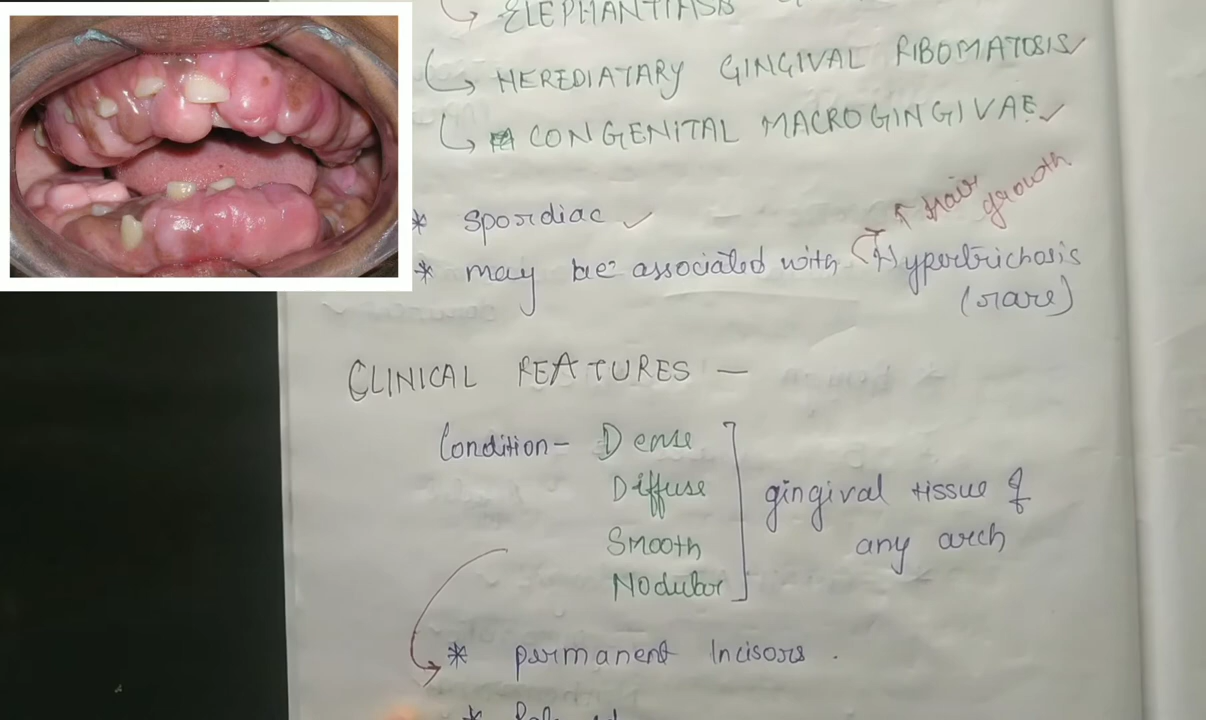 ↳ ELEPHANTIASIS
↳ HEREDIATARY GINGIVAL FIBOMATOSIS ✓
↳ CONGENITAL MACROGINGIVAE ✓
↑ Hair growth
* Spordiac ✓
* may be associated with Hypertrichosis
(rare)
CLINICAL FEATURES —
Condition - Dense
Diffuse
Smooth
Nodular
gingival tissue of
any arch
* permanent Incisors .